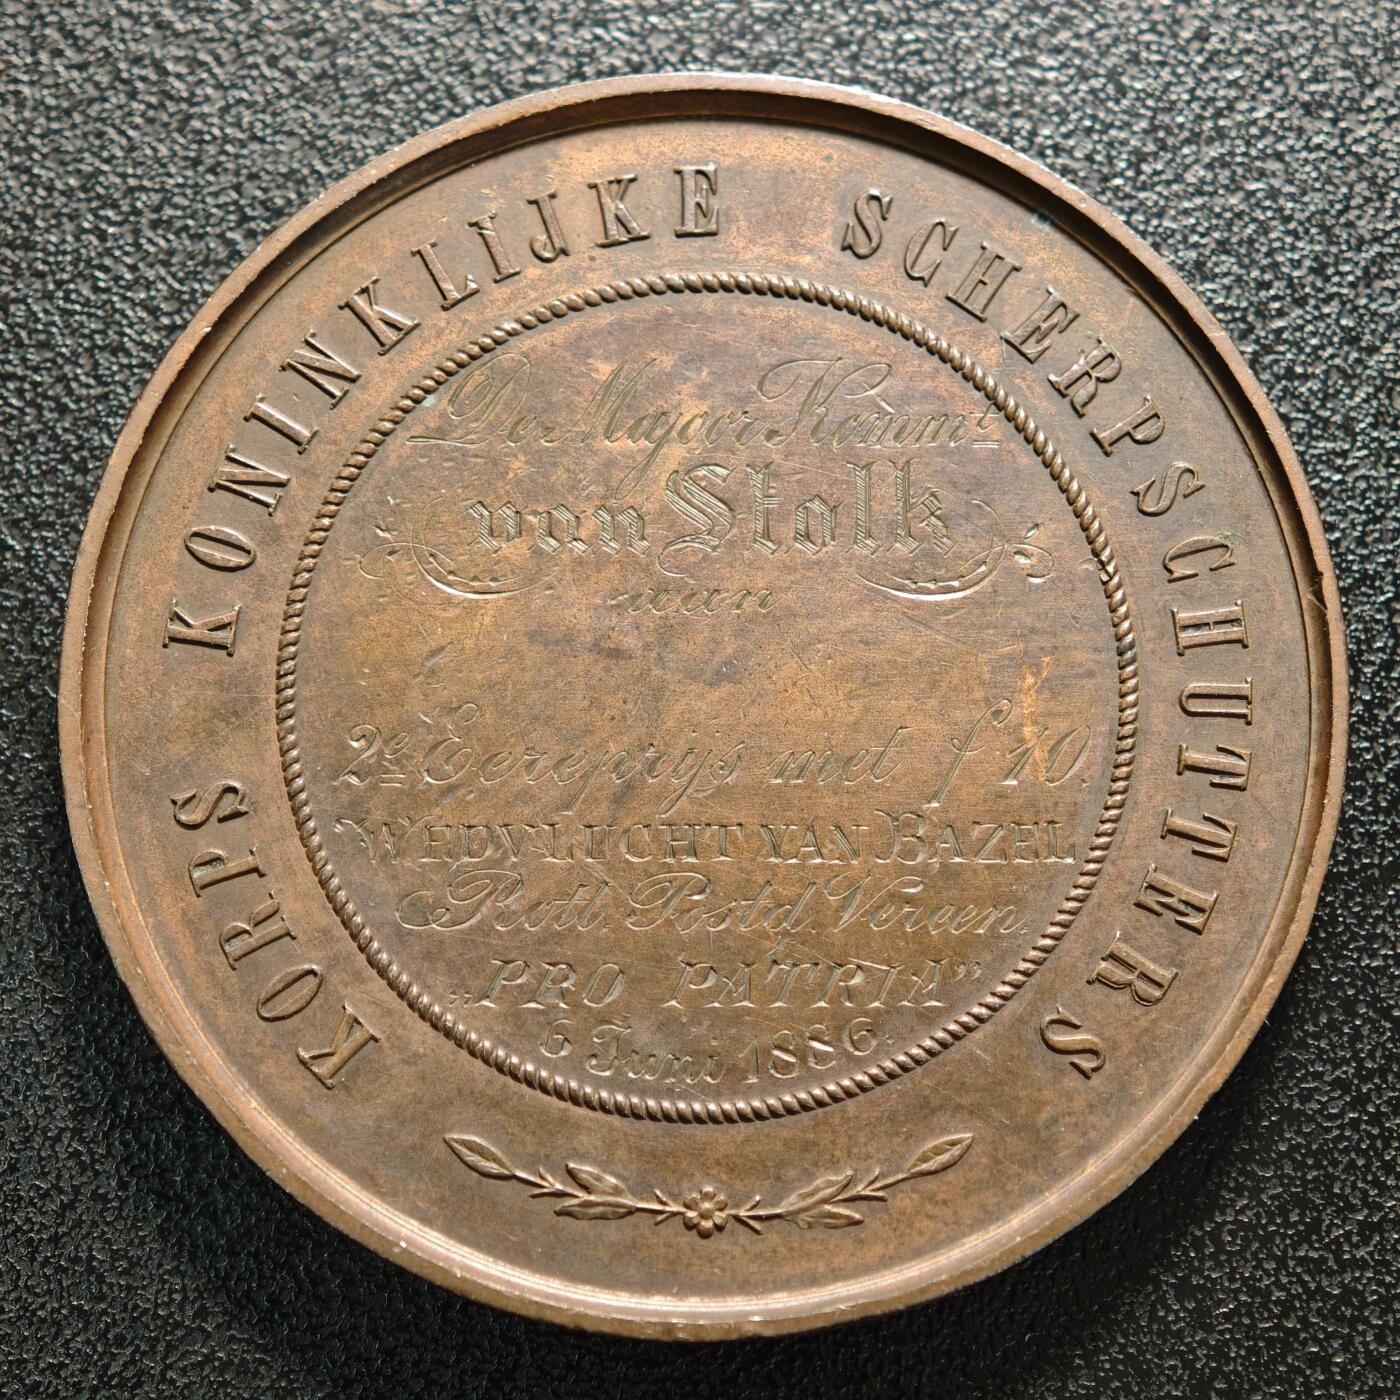 KORPS KONINKLIJKE SCHERPSCHUTTERS
De Majoor Komm.t
van Stolk
aan
2e Eereprijs met f 10.
WEDVLUCHT VAN BAZEL
Rott. Postd. Vereen.
„PRO PATRIA”
6 Juni 1886.